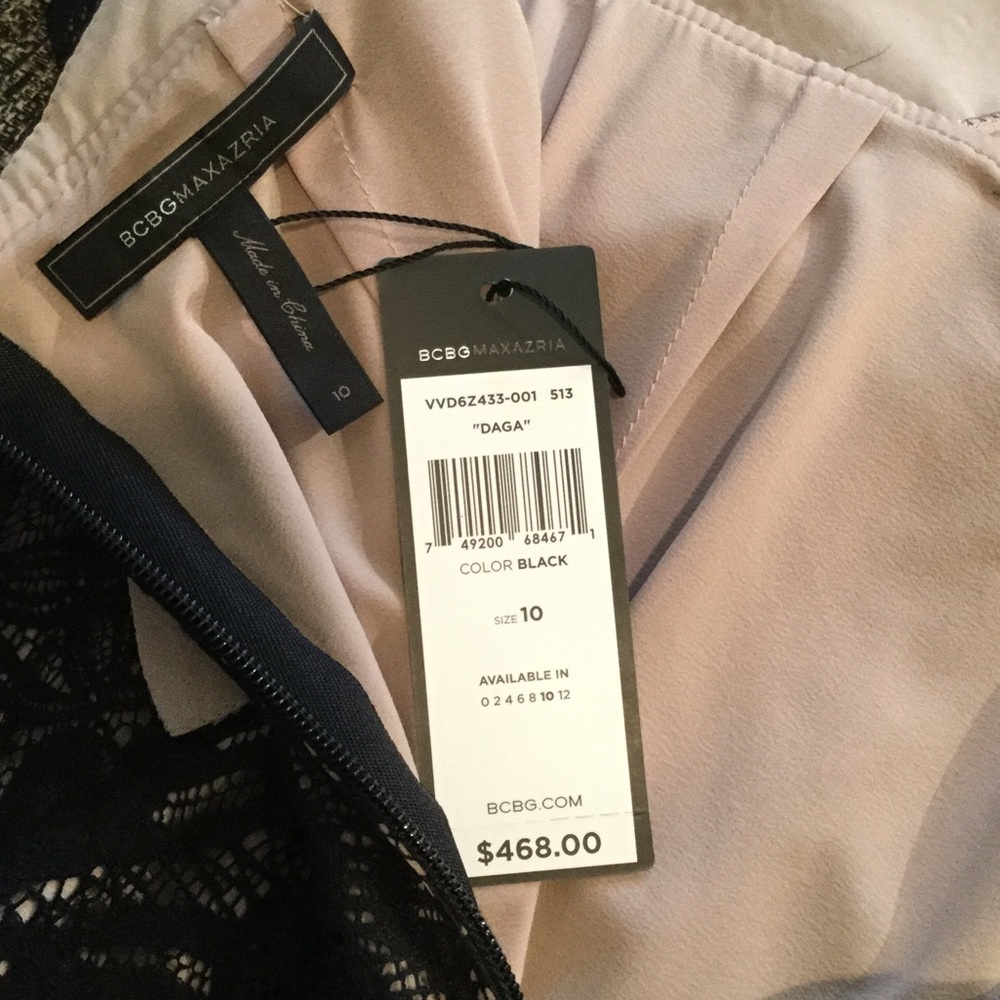 BCBGMAXAZRIA
Made in China
10
BCBGMAXAZRIA
VVD6Z433-001 513
"DAGA"
7 49200 68467 1
COLOR BLACK
SIZE 10
AVAILABLE IN
0 2 4 6 8 10 12
BCBG.COM
$468.00